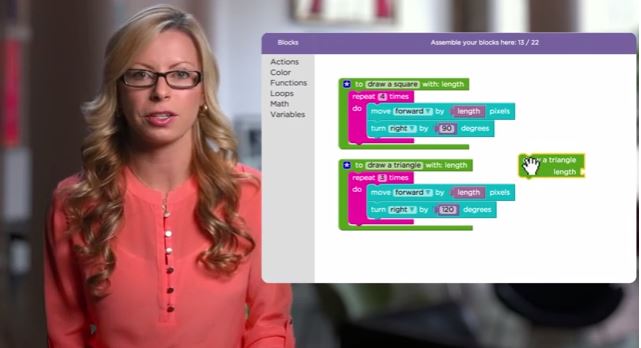 Blocks
Assemble your blocks here: 13 / 22
Actions
Color
Functions
Loops
Math
Variables
to draw a square with: length
repeat 4 times
do
move forward by length pixels
turn right by 90 degrees
to draw a triangle with: length
repeat 3 times
do
move forward by length pixels
turn right by 120 degrees
a triangle
length